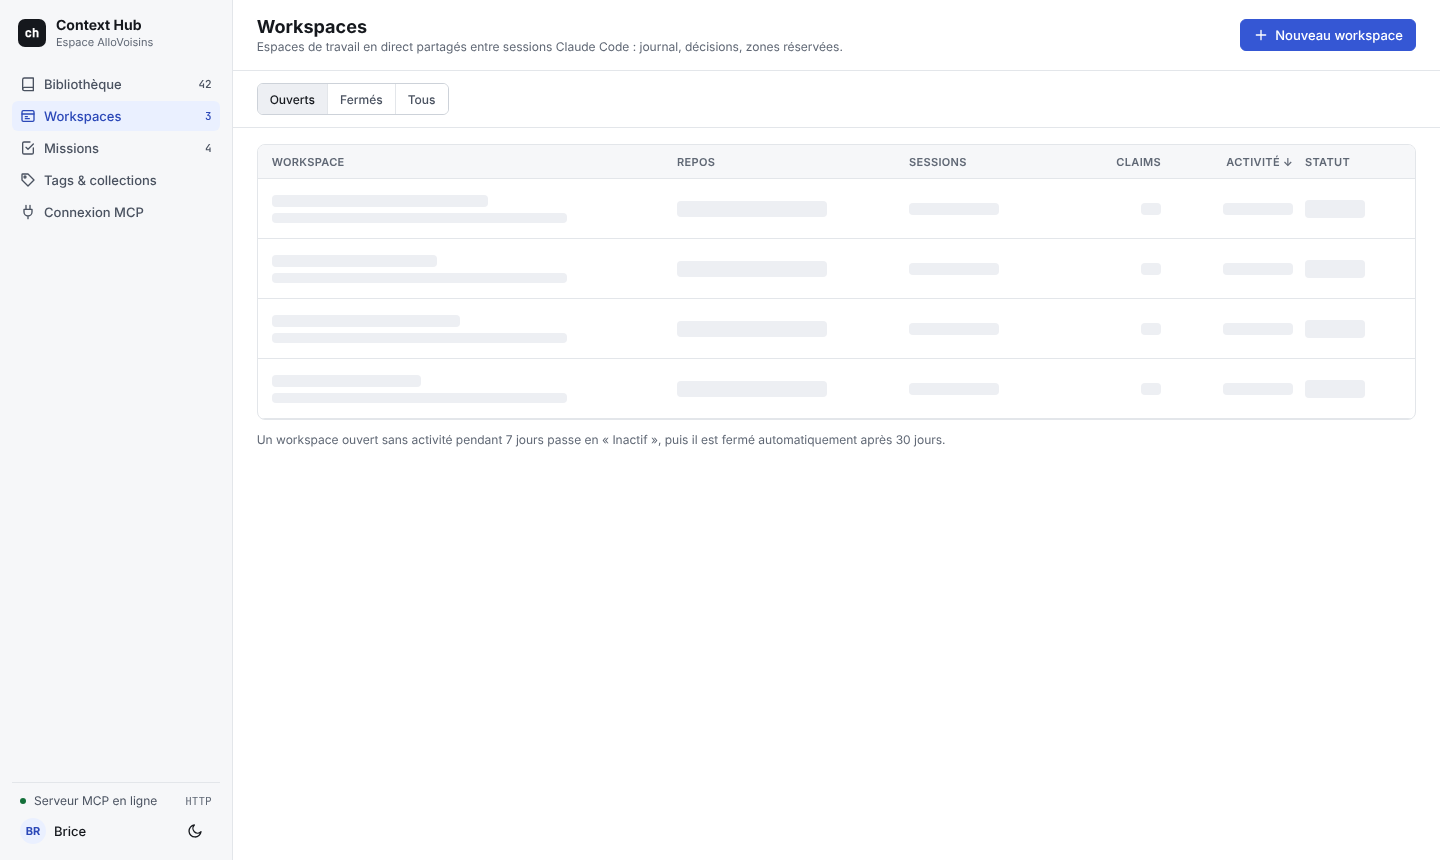 ch
Context Hub
Espace AlloVoisins
Bibliothèque 42
Workspaces 3
Missions 4
Tags & collections
Connexion MCP
Serveur MCP en ligne HTTP
BR Brice
Workspaces
Espaces de travail en direct partagés entre sessions Claude Code : journal, décisions, zones réservées.
Nouveau workspace
Ouverts Fermés Tous
WORKSPACE REPOS SESSIONS CLAIMS ACTIVITÉ ↓ STATUT
Un workspace ouvert sans activité pendant 7 jours passe en « Inactif », puis il est fermé automatiquement après 30 jours.